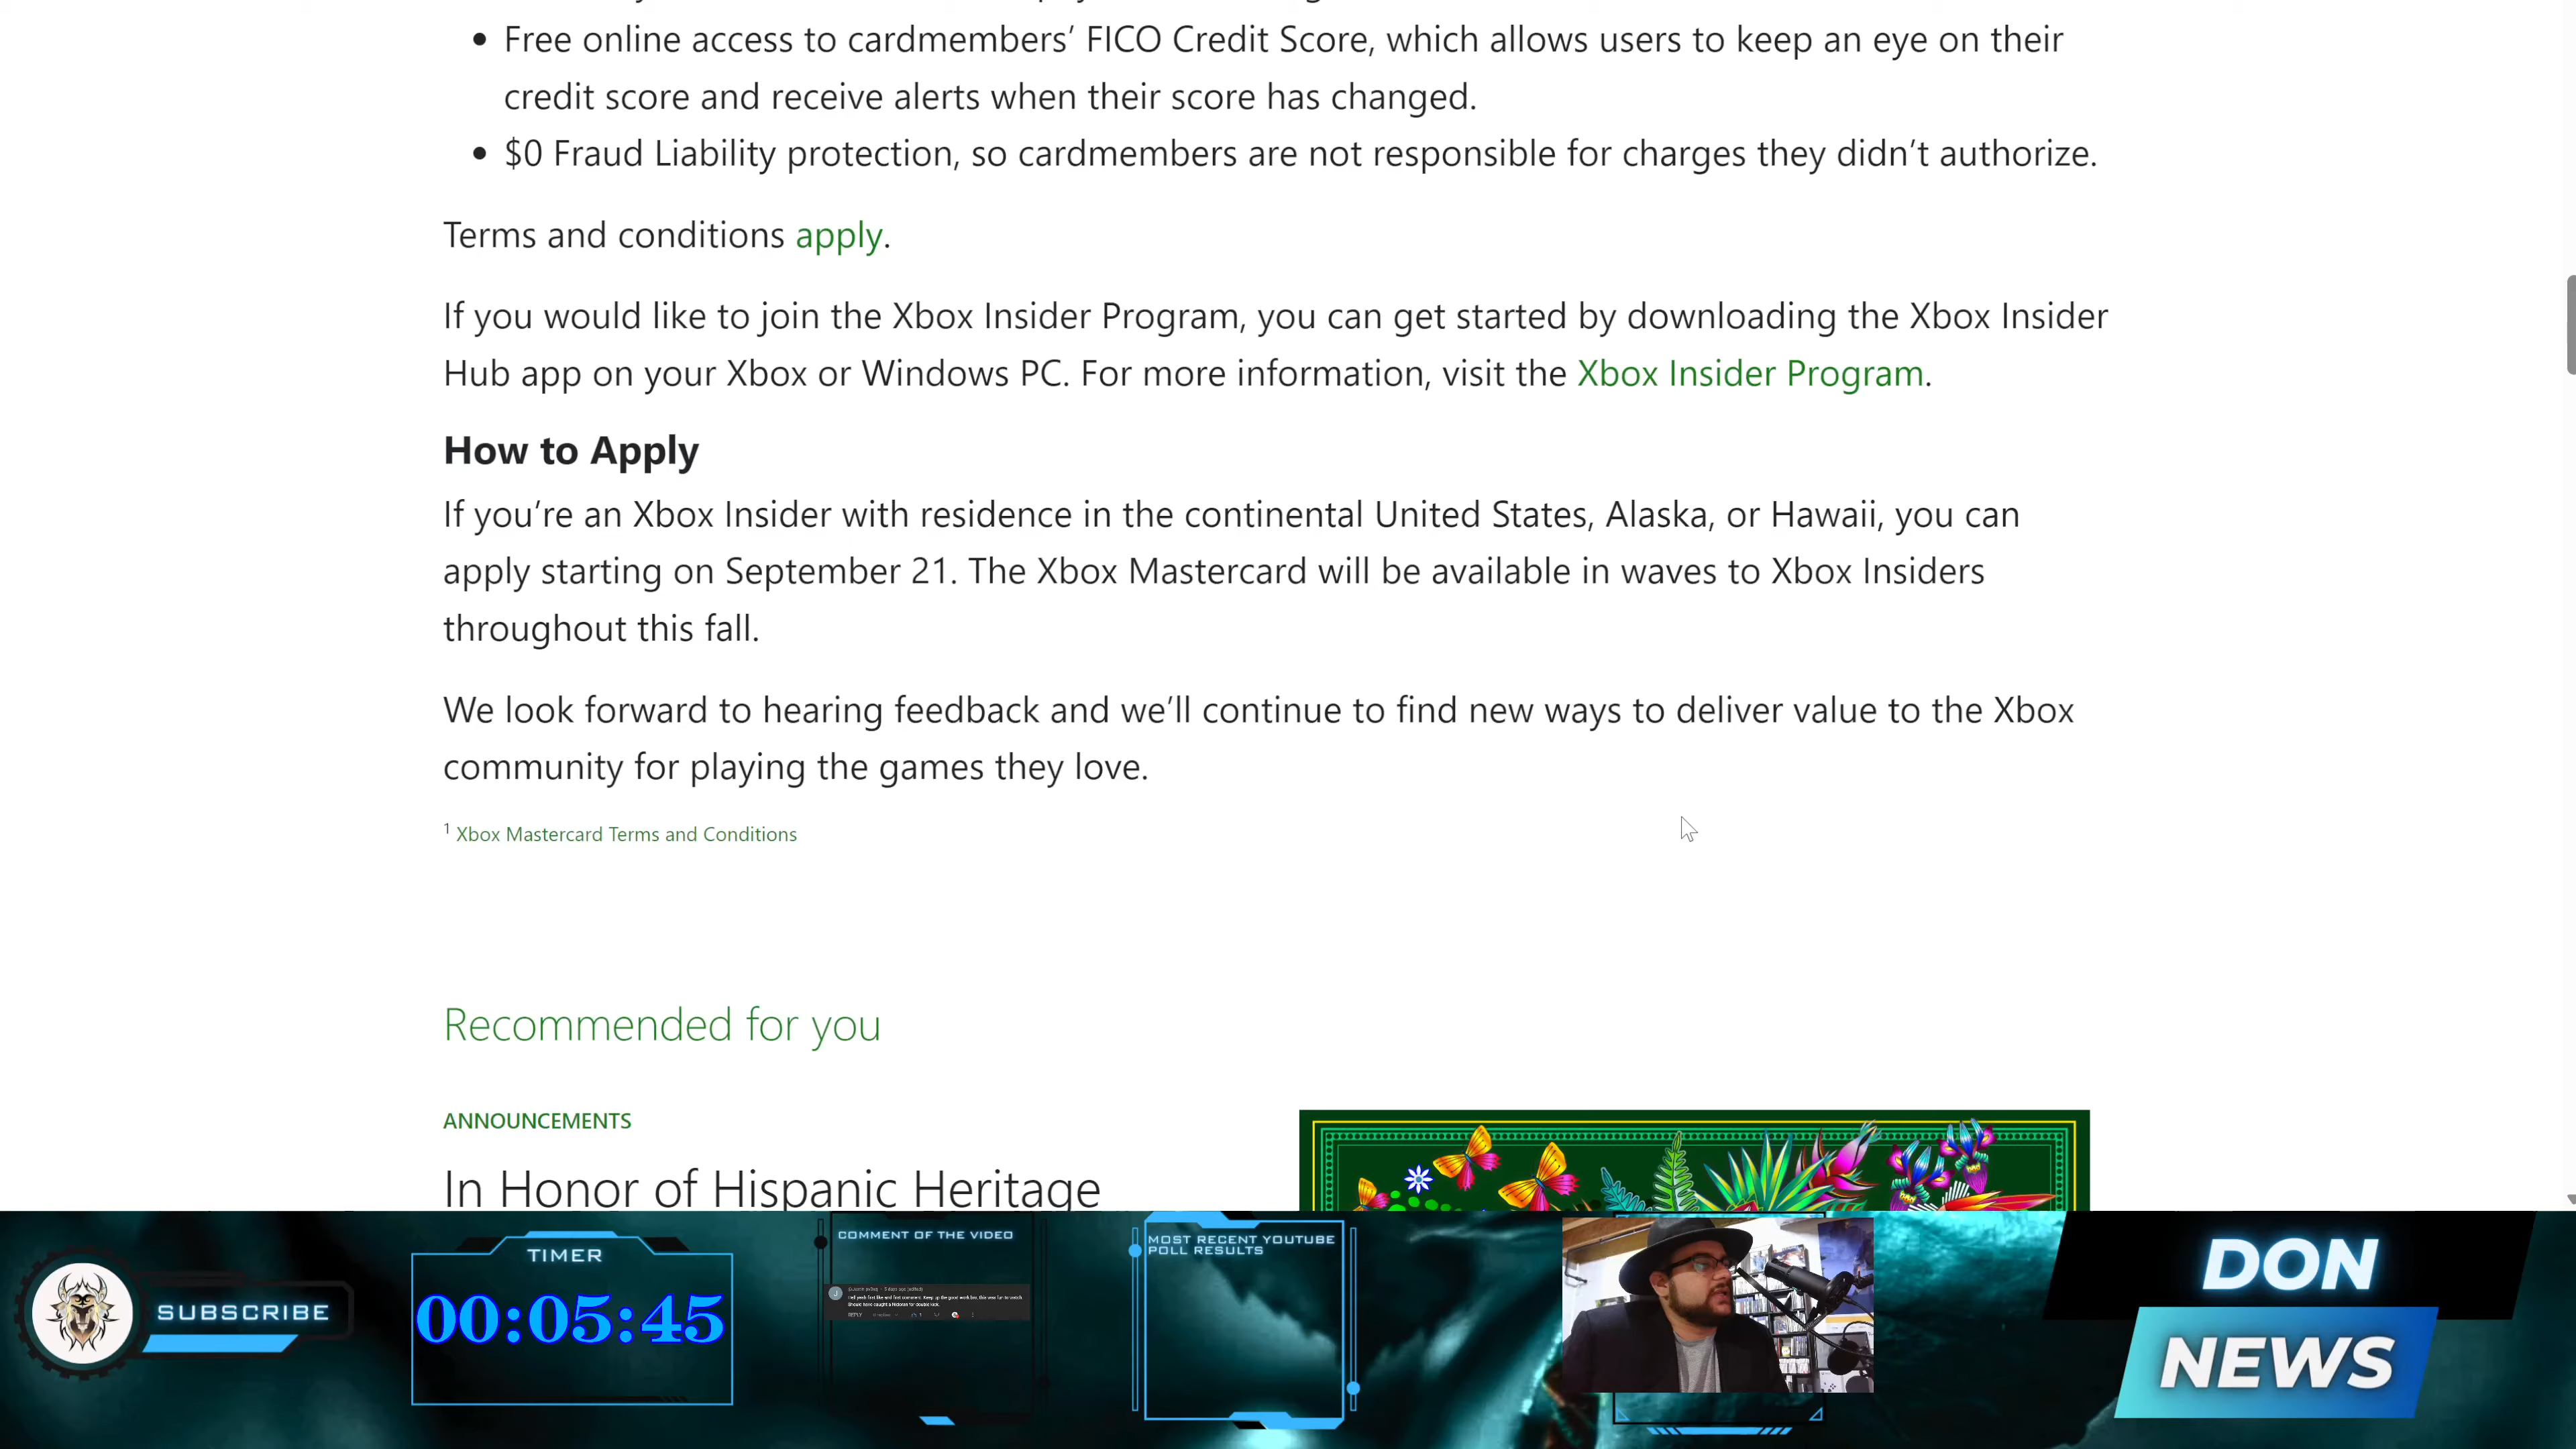 • Free online access to cardmembers’ FICO Credit Score, which allows users to keep an eye on their
credit score and receive alerts when their score has changed.
• $0 Fraud Liability protection, so cardmembers are not responsible for charges they didn’t authorize.
Terms and conditions apply.
If you would like to join the Xbox Insider Program, you can get started by downloading the Xbox Insider
Hub app on your Xbox or Windows PC. For more information, visit the Xbox Insider Program.
How to Apply
If you’re an Xbox Insider with residence in the continental United States, Alaska, or Hawaii, you can
apply starting on September 21. The Xbox Mastercard will be available in waves to Xbox Insiders
throughout this fall.
We look forward to hearing feedback and we’ll continue to find new ways to deliver value to the Xbox
community for playing the games they love.
1 Xbox Mastercard Terms and Conditions
Recommended for you
ANNOUNCEMENTS
In Honor of Hispanic Heritage
SUBSCRIBE
TIMER
00:05:45
COMMENT OF THE VIDEO
REPLY
MOST RECENT YOUTUBE
POLL RESULTS
DON
NEWS